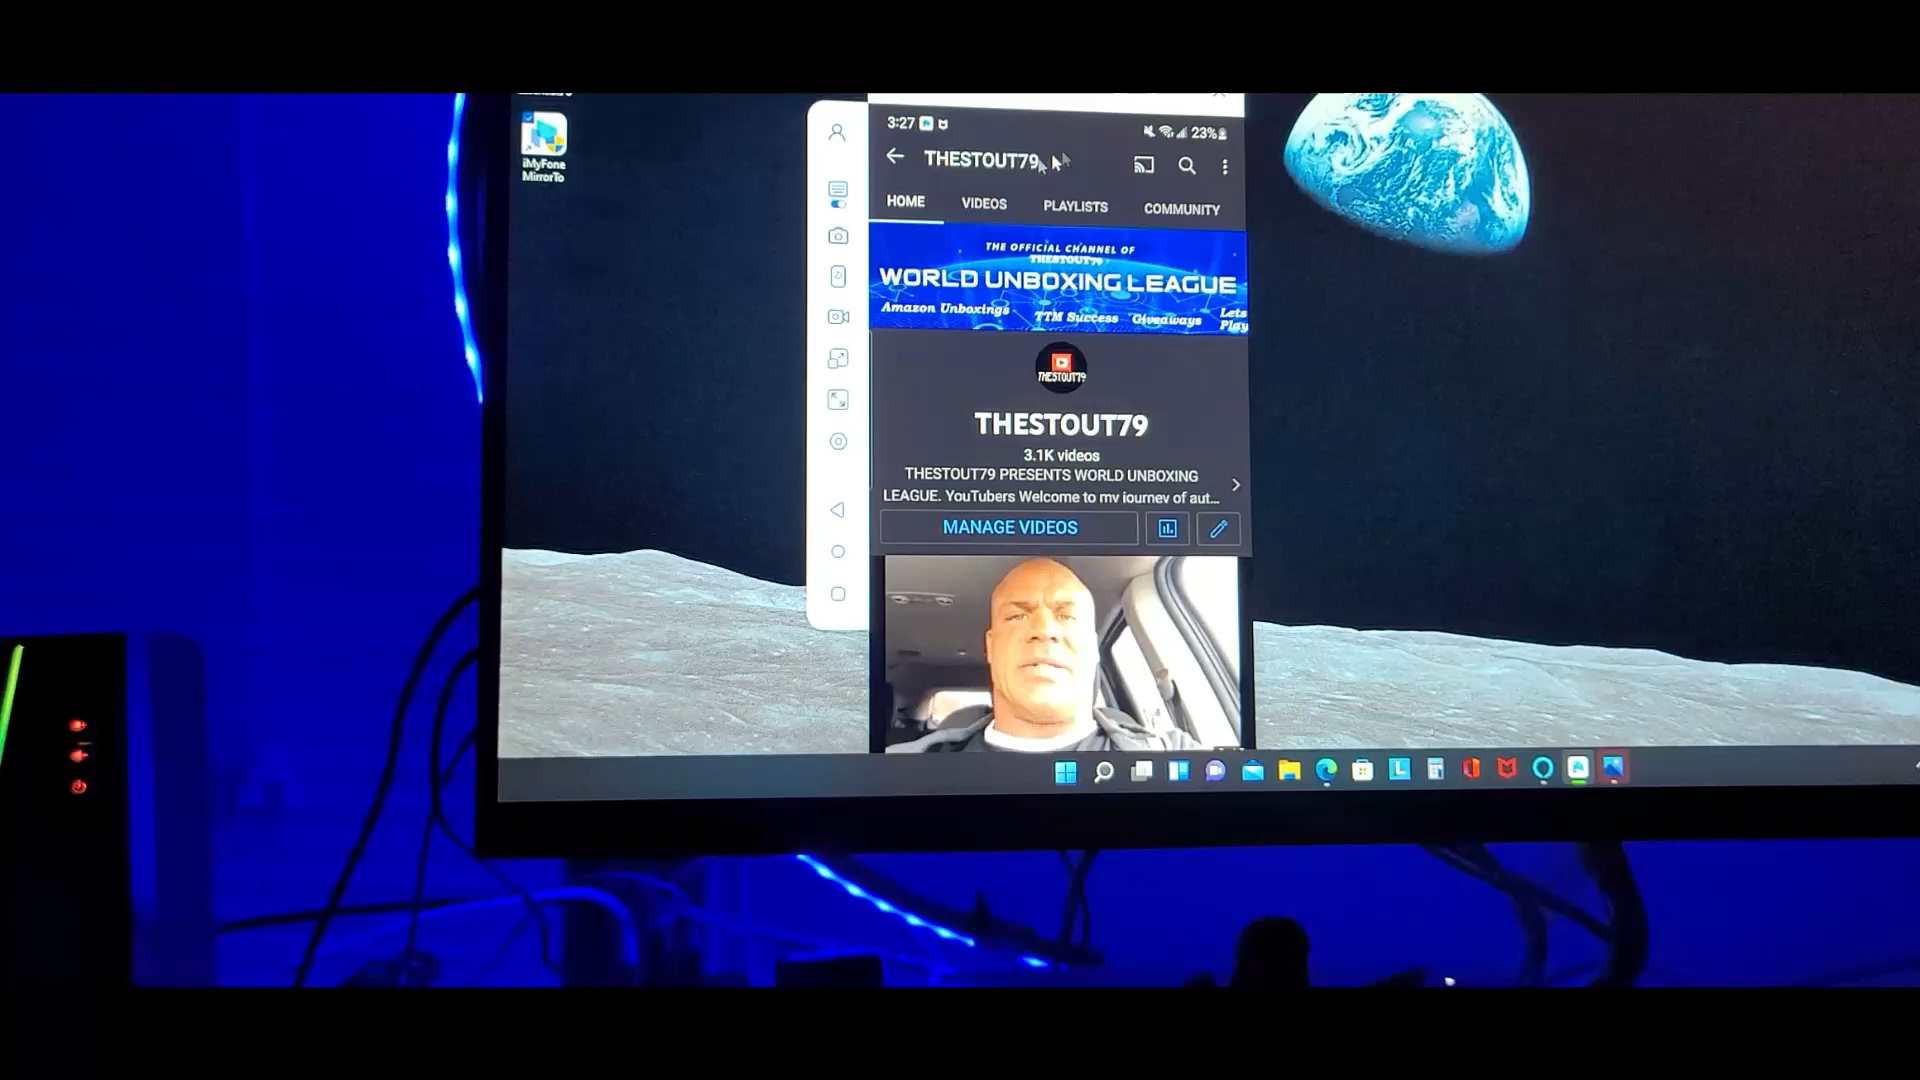 iMyFone
MirrorTo
3:27
23%
THESTOUT79
HOME
VIDEOS
PLAYLISTS
COMMUNITY
THE OFFICIAL CHANNEL OF
THESTOUT79
WORLD UNBOXING LEAGUE
Amazon Unboxings
TTM Success
Giveaways
Lets
Play
THESTOUT79
THESTOUT79
3.1K videos
THESTOUT79 PRESENTS WORLD UNBOXING
LEAGUE. YouTubers Welcome to my journey of aut...
MANAGE VIDEOS
L